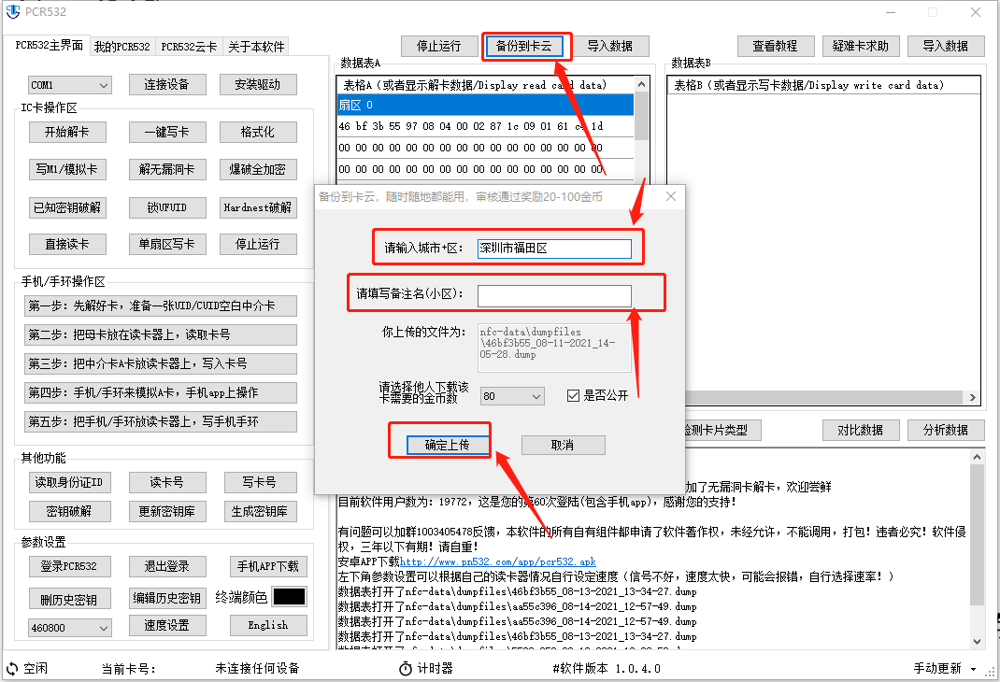 PCR532
PCR532主界面 我的PCR532 PCR532云卡 关于本软件
停止运行 备份到卡云 导入数据 查看教程 疑难卡求助 导入数据
COM1 连接设备 安装驱动
数据表A 数据表B
表格A（或者显示解卡数据/Display read card data) 表格B（或者显示写卡数据/Display write card data)
IC卡操作区
开始解卡 一键写卡 格式化
扇区 0
46 bf 3b 55 97 08 04 00 02 87 1c 09 01 61 c4 1d
00 00 00 00 00 00 00 00 00 00 00 00 00 00 00 00
00 00 00 00 00 00 00 00 00 00 00 00 00 00 00 00
写M1/模拟卡 解无漏洞卡 爆破全加密
已知密钥破解 锁UFUID Hardnest破解
直接读卡 单扇区写卡 停止运行
手机/手环操作区
第一步：先解好卡，准备一张UID/CUID空白中介卡
第二步：把母卡放在读卡器上，读取卡号
第三步：把中介卡A卡放读卡器上，写入卡号
第四步：手机/手环来模拟A卡，手机app上操作
第五步：把手机/手环放读卡器上，写手机手环
备份到卡云，随时随地都能用，审核通过奖励20-100金币
请输入城市+区： 深圳市福田区
请填写备注名(小区)：
你上传的文件为： nfc-data\dumpfiles
\46bf3b55_08-11-2021_14-
05-28.dump
请选择他人下载该
卡需要的金币数 80 是否公开
确定上传 取消
检测卡片类型 对比数据 分析数据
其他功能
读取身份证ID 读卡号 写卡号
密钥破解 更新密钥库 生成密钥库
参数设置
登录PCR532 退出登录 手机APP下载
删历史密钥 编辑历史密钥 终端颜色
460800 速度设置 English
加了无漏洞卡解卡，欢迎尝鲜
目前软件用户数为：19772，这是您的第60次登陆(包含手机app)，感谢您的支持！
有问题可以加群1003405478反馈，本软件的所有自有组件都申请了软件著作权，未经允许，不能调用，打包！违者必究！软件侵
权，三年以下有期！请自重！
安卓APP下载http://www.pn532.com/app/pcr532.apk
左下角参数设置可以根据自己的读卡器情况自行设定速度（信号不好，速度太快，可能会报错，自行选择速率！）
数据表打开了nfc-data\dumpfiles\46bf3b55_08-13-2021_13-34-27.dump
数据表打开了nfc-data\dumpfiles\aa55c396_08-14-2021_12-57-49.dump
数据表打开了nfc-data\dumpfiles\aa55c396_08-14-2021_12-57-49.dump
数据表打开了nfc-data\dumpfiles\46bf3b55_08-13-2021_13-34-27.dump
空闲 当前卡号： 未连接任何设备 计时器 #软件版本 1.0.4.0 手动更新